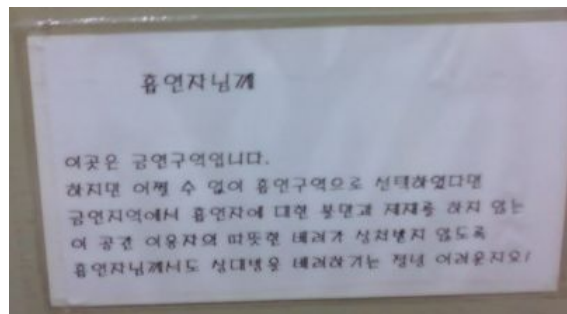 흡연자님께
이곳은 금연구역입니다.
하지만 어쩔 수 없이 흡연구역으로 선택하였다면
금연지역에서 흡연자에 대한 불만과 제재를 하지 않는
이 공간 이용자의 따뜻한 배려가 상처받지 않도록
흡연자님께서도 상대방을 배려하기는 정녕 어려운지요!